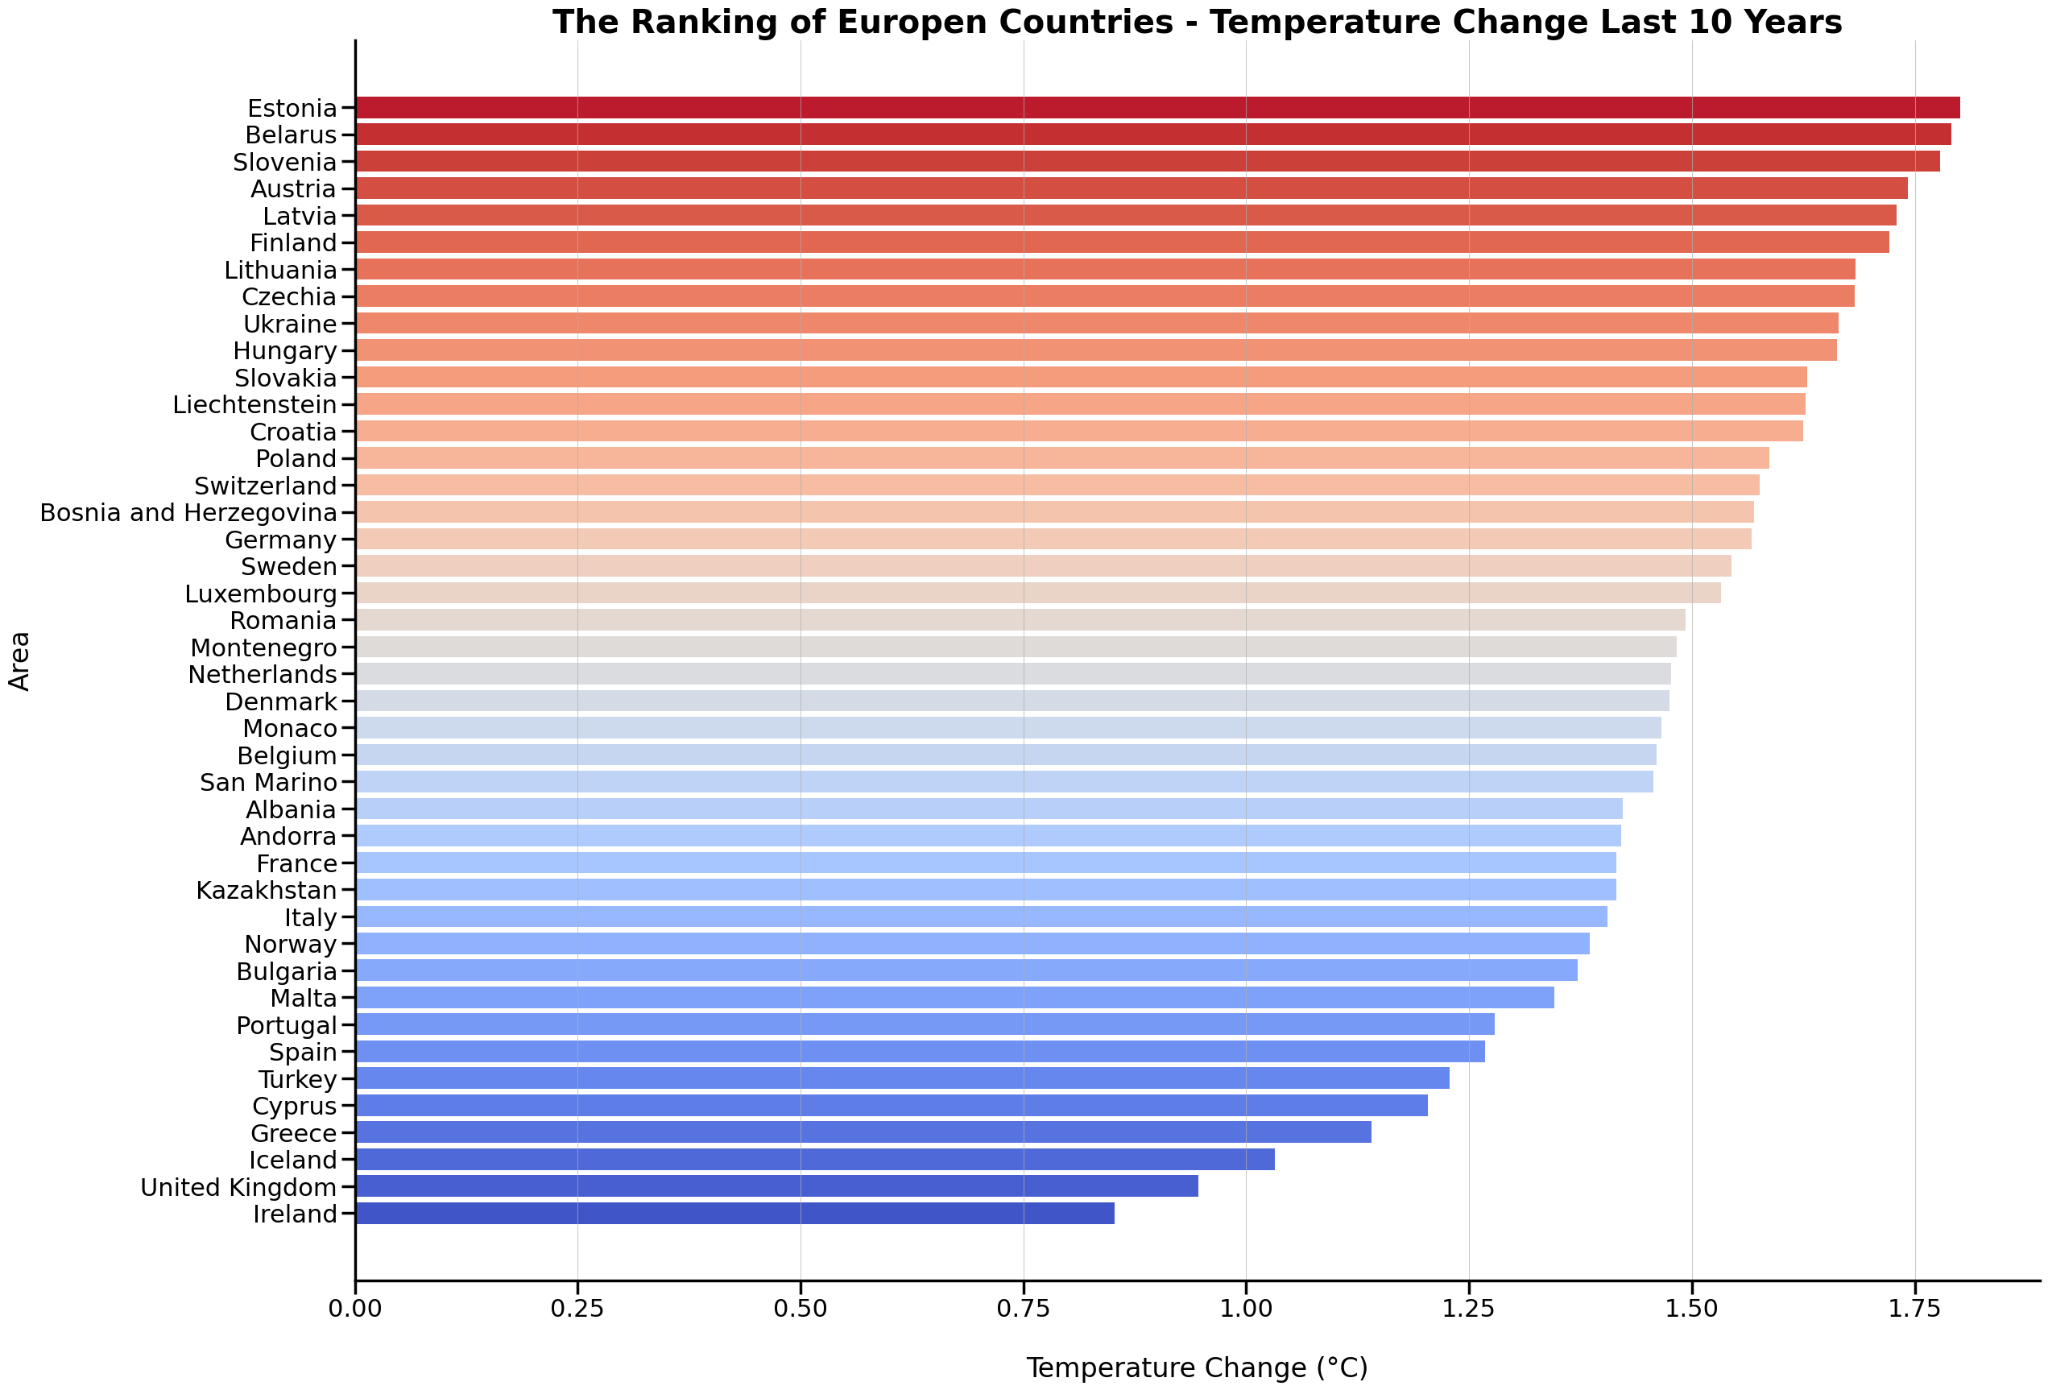 The Ranking of Europen Countries - Temperature Change Last 10 Years
Estonia
Belarus
Slovenia
Austria
Latvia
Finland
Lithuania
Czechia
Ukraine
Hungary
Slovakia
Liechtenstein
Croatia
Poland
Switzerland
Bosnia and Herzegovina
Germany
Sweden
Luxembourg
Romania
Montenegro
Netherlands
Denmark
Monaco
Belgium
San Marino
Albania
Andorra
France
Kazakhstan
Italy
Norway
Bulgaria
Malta
Portugal
Spain
Turkey
Cyprus
Greece
Iceland
United Kingdom
Ireland
Area
0.00 0.25 0.50 0.75 1.00 1.25 1.50 1.75
Temperature Change (°C)